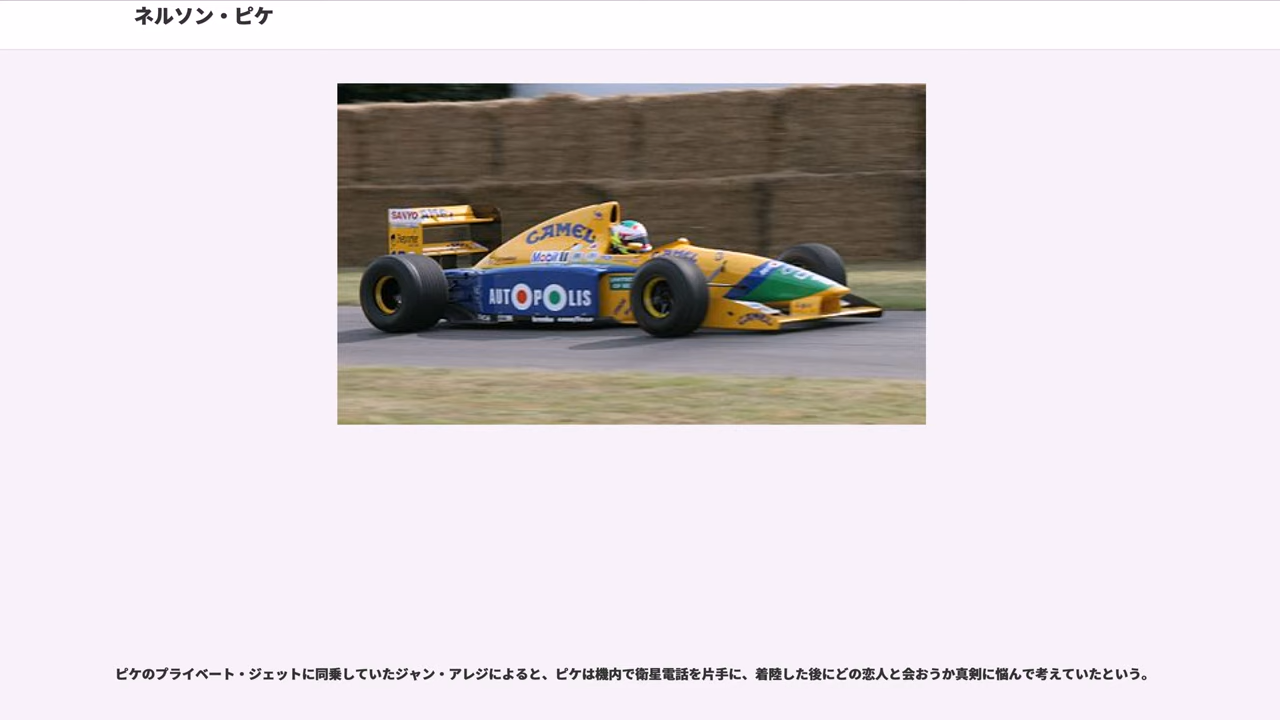 ネルソン・ピケ
SANYO
CAMEL
Mobil 1
CAMEL
AUTOPOLIS
CAMEL
ピケのプライベート・ジェットに同乗していたジャン・アレジによると、ピケは機内で衛星電話を片手に、着陸した後にどの恋人と会おうか真剣に悩んで考えていたという。